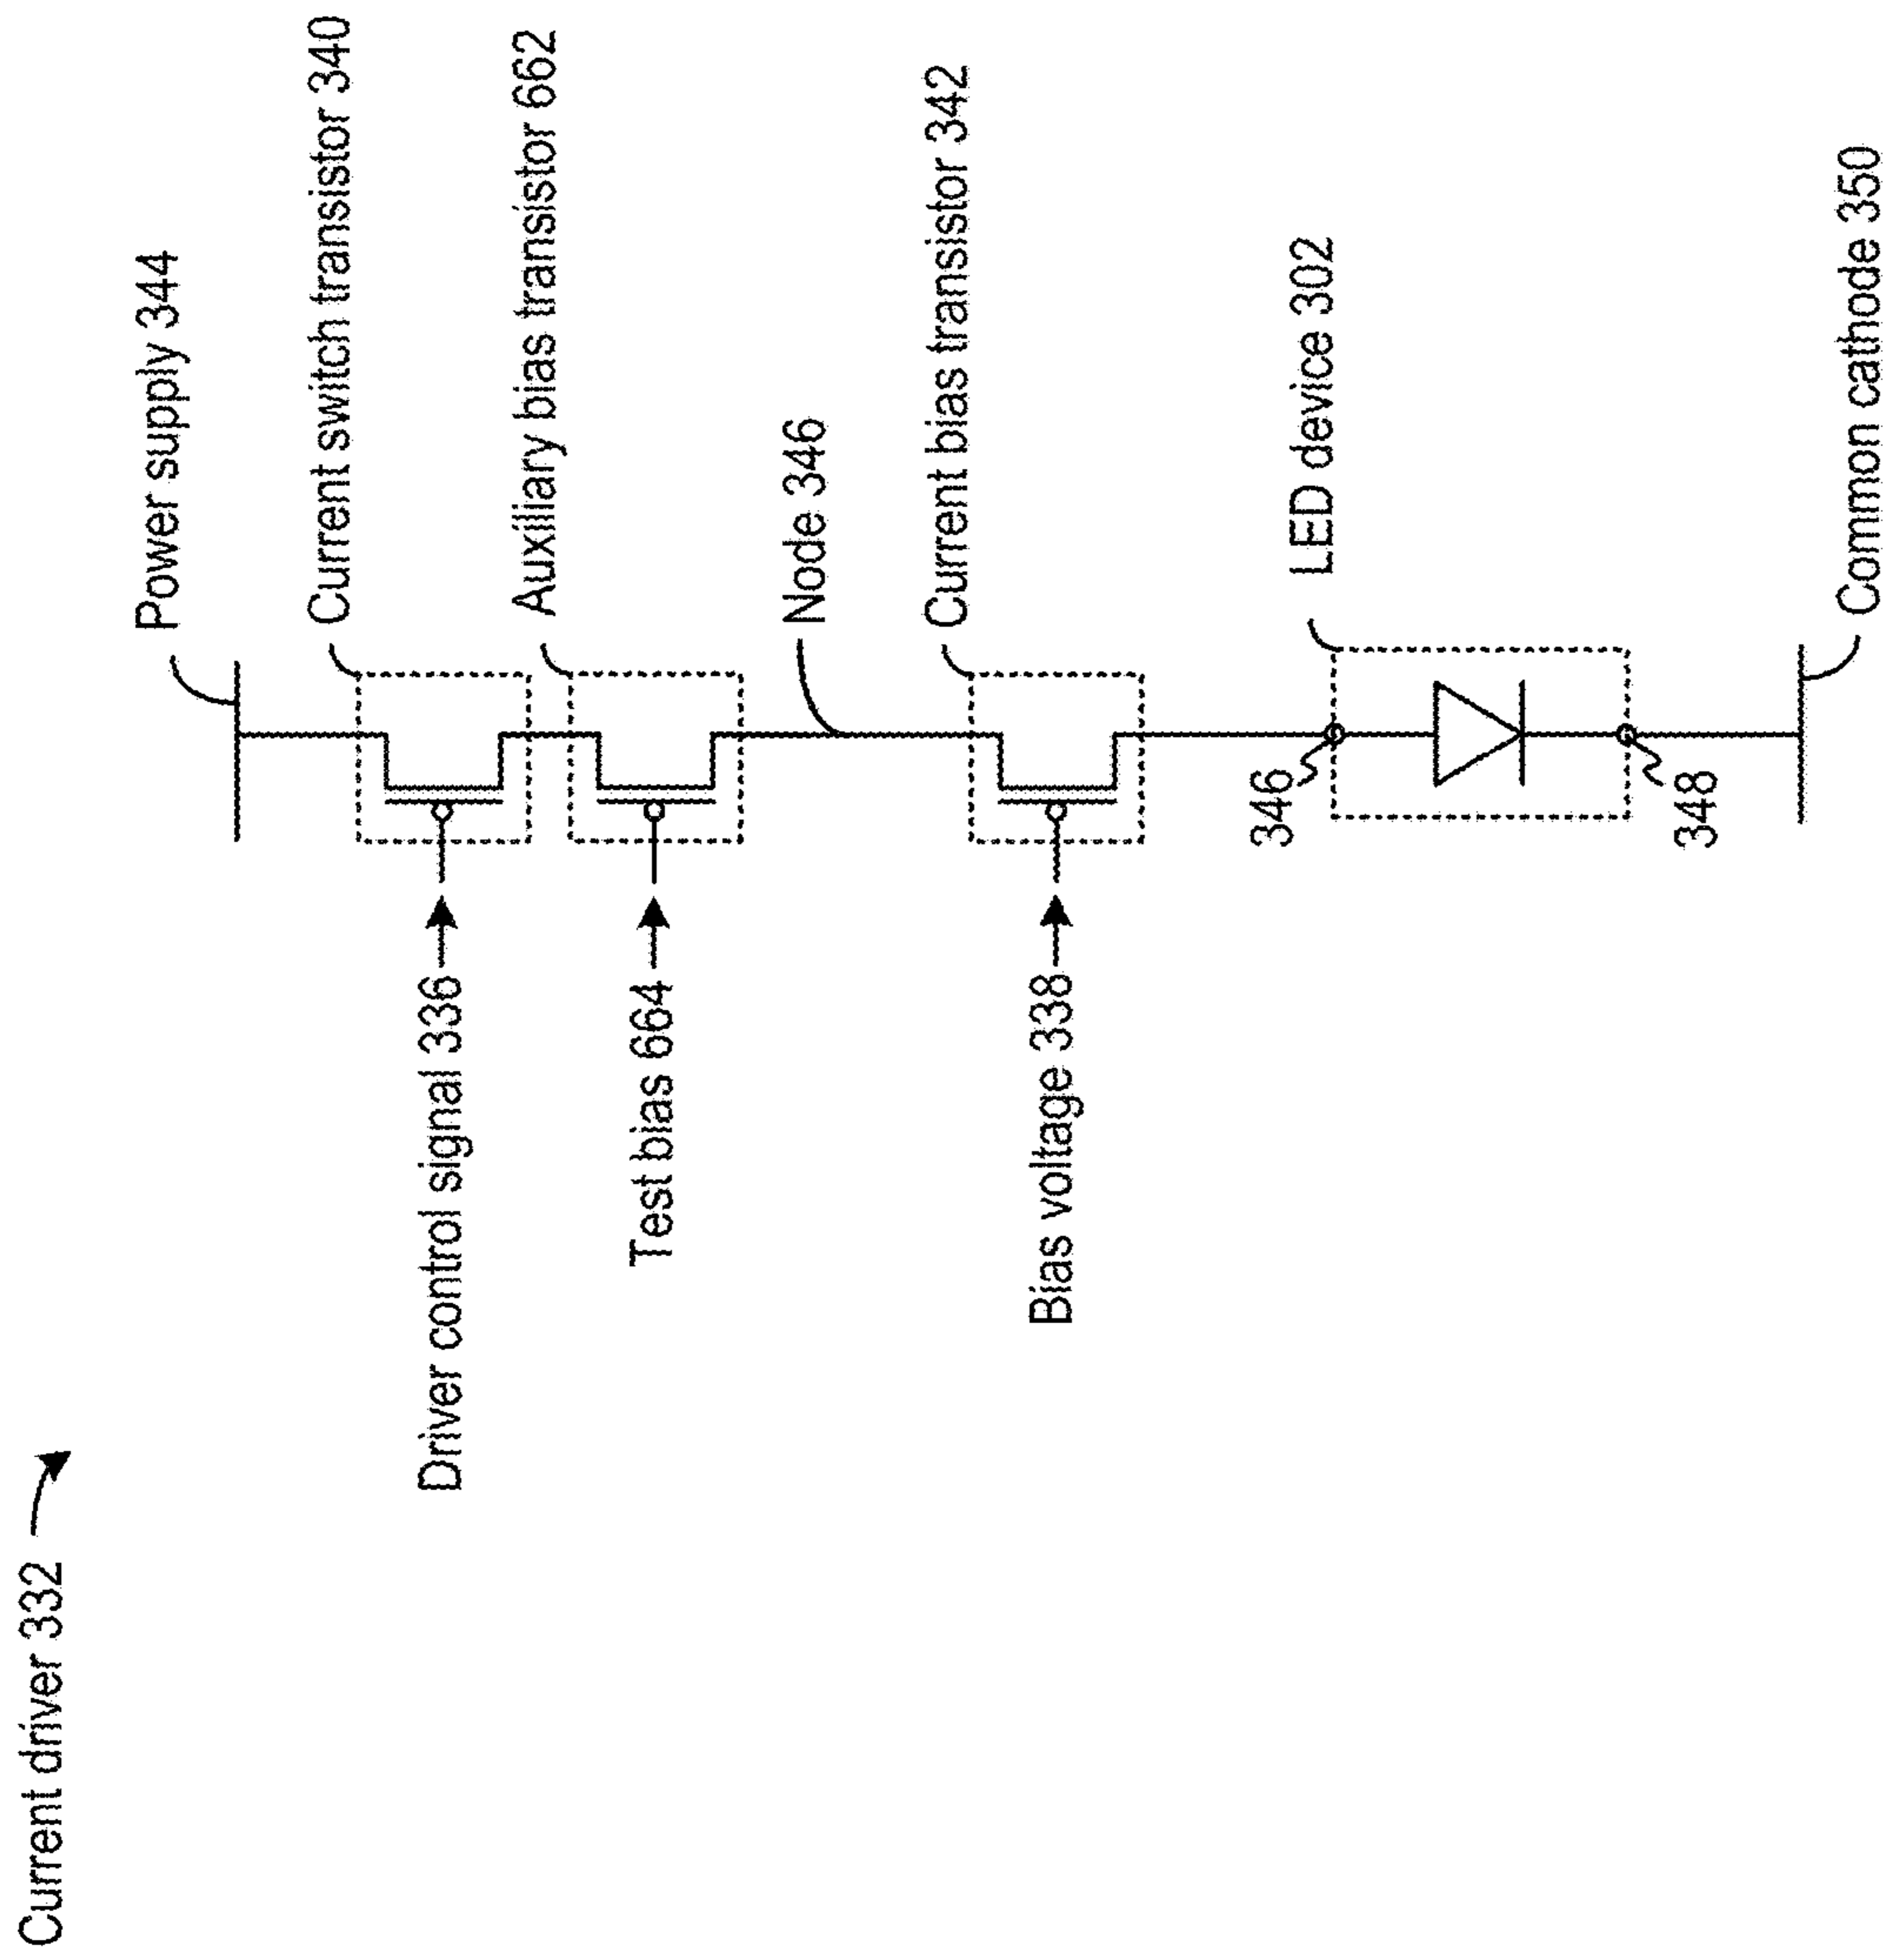 Current driver 332
Power supply 344
Current switch transistor 340
Driver control signal 336
Auxiliary bias transistor 662
Test bias 664
Node 346
Current bias transistor 342
Bias voltage 338
LED device 302
346
348
Common cathode 350